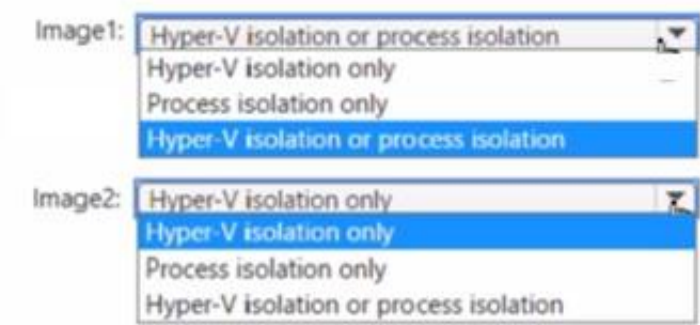 Image1: Hyper-V isolation or process isolation
Hyper-V isolation only
Process isolation only
Hyper-V isolation or process isolation
Image2: Hyper-V isolation only
Hyper-V isolation only
Process isolation only
Hyper-V isolation or process isolation